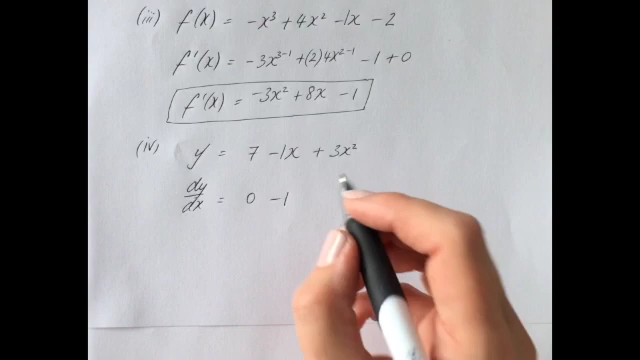 (iii) f(x) = -x³ + 4x² - 1x - 2
f'(x) = -3x³⁻¹ + (2)4x²⁻¹ - 1 + 0
f'(x) = -3x² + 8x - 1
(iv) y = 7 - 1x + 3x²
dy/dx = 0 - 1